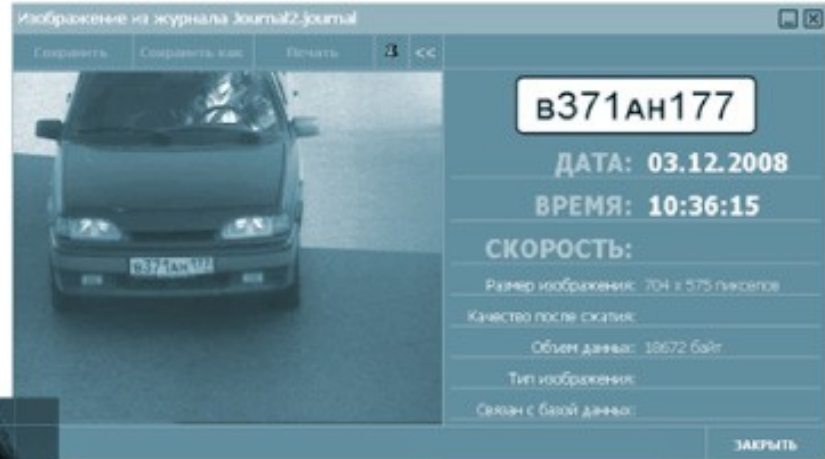 Изображение из журнала Journal2.journal
Сохранить Сохранить как Печать З <<
в371ан177
ДАТА: 03.12.2008
ВРЕМЯ: 10:36:15
СКОРОСТЬ:
Размер изображения: 704 x 575 пикселов
Качество после сжатия:
Объем данных: 18672 байт
Тип изображения:
Связан с базой данных:
в371ан177
ЗАКРЫТЬ